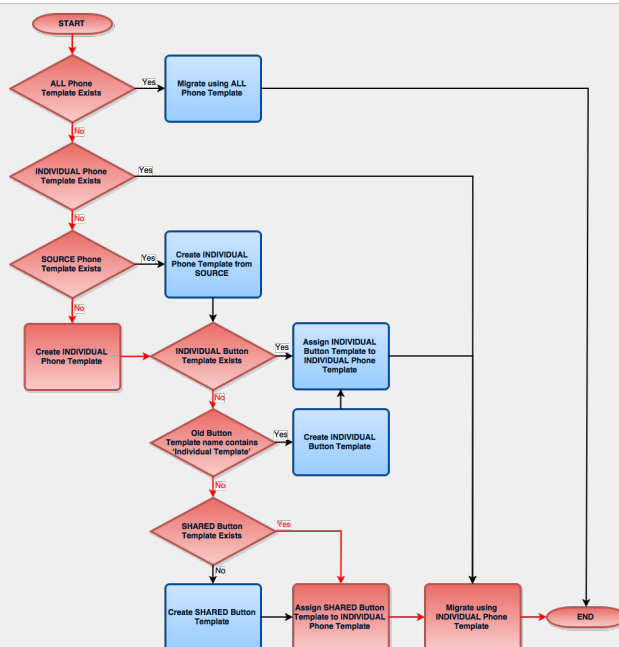 START
ALL Phone
Template Exists
Yes
Migrate using ALL
Phone Template
No
INDIVIDUAL Phone
Template Exists
Yes
No
SOURCE Phone
Template Exists
Yes
Create INDIVIDUAL
Phone Template from
SOURCE
No
Create INDIVIDUAL
Phone Template
INDIVIDUAL Button
Template Exists
Yes
Assign INDIVIDUAL
Button Template to
INDIVIDUAL Phone
Template
No
Old Button
Template name contains
'Individual Template'
Yes
Create INDIVIDUAL
Button Template
No
SHARED Button
Template Exists
Yes
No
Create SHARED Button
Template
Assign SHARED Button
Template to INDIVIDUAL
Phone Template
Migrate using
INDIVIDUAL Phone
Template
END